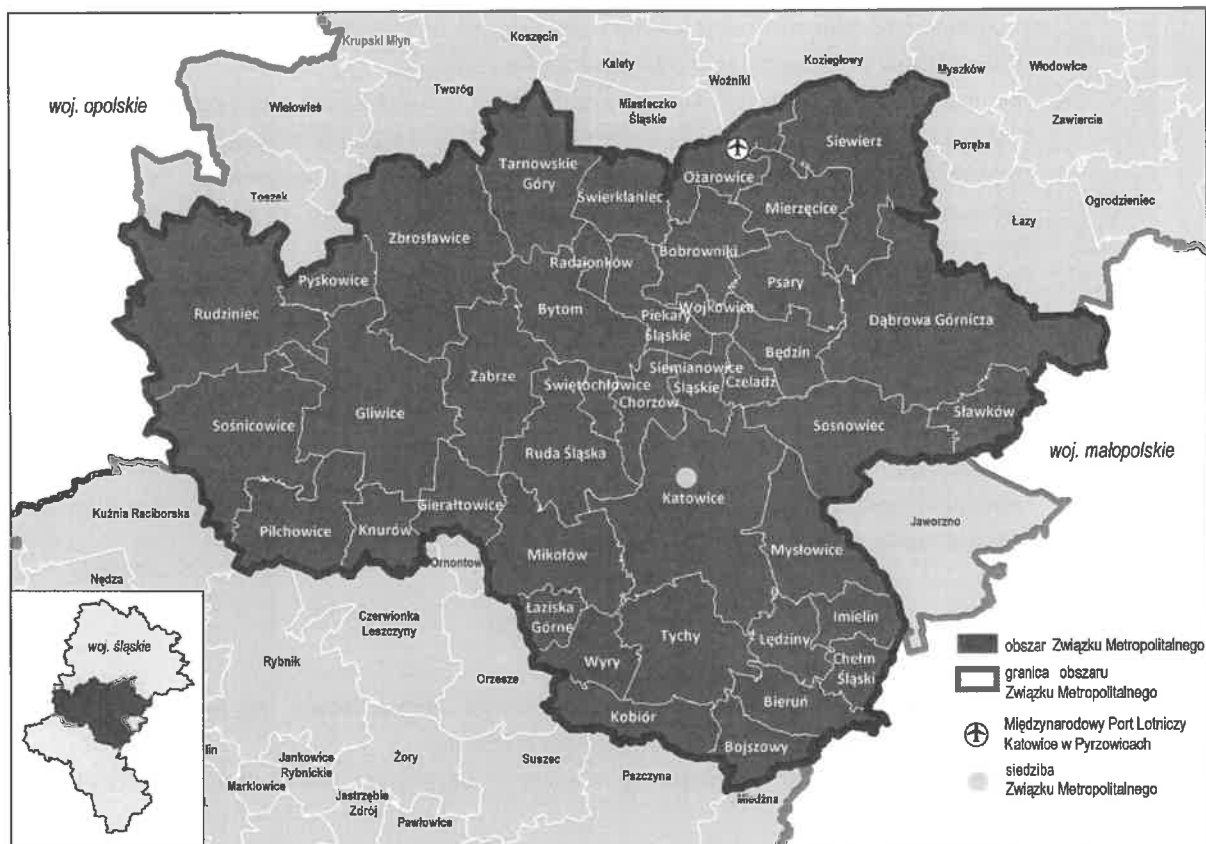 Krupski Młyn
Koszęcin
Kalety
Woźniki
Koziegłowy
Myszków
Włodowice
woj. opolskie
Wielowieś
Tworóg
Miasteczko
Śląskie
Siewierz
Poręba
Zawiercie
Tarnowskie
Góry
Ożarowice
Świerklaniec
Mierzęcice
Łazy
Ogrodzieniec
Toszek
Zbrosławice
Radzionków
Bobrowniki
Psary
Pyskowice
Rudziniec
Bytom
Piekary
Śląskie
Wojkowice
Dąbrowa Górnicza
Będzin
Zabrze
Świętochłowice
Chorzów
Siemianowice
Śląskie
Czeladź
Sośnicowice
Gliwice
Ruda Śląska
Sosnowiec
Sławków
woj. małopolskie
Katowice
Kuźnia Raciborska
Pilchowice
Knurów
Gierałtowice
Jaworzno
Mikołów
Mysłowice
Ornontow
Nędza
Czerwionka
Leszczyny
Łaziska
Górne
Tychy
Lędziny
Imielin
Chełm
Śląski
woj. śląskie
Rybnik
Orzesze
Wyry
Bieruń
Kobiór
Bojszowy
lin
Marklowice
Jankowice
Rybnickie
Żory
Suszec
Pszczyna
Miedźna
Jastrzębie
Zdrój
Pawłowice
obszar Związku Metropolitalnego
granica obszaru
Związku Metropolitalnego
Międzynarodowy Port Lotniczy
Katowice w Pyrzowicach
siedziba
Związku Metropolitalnego